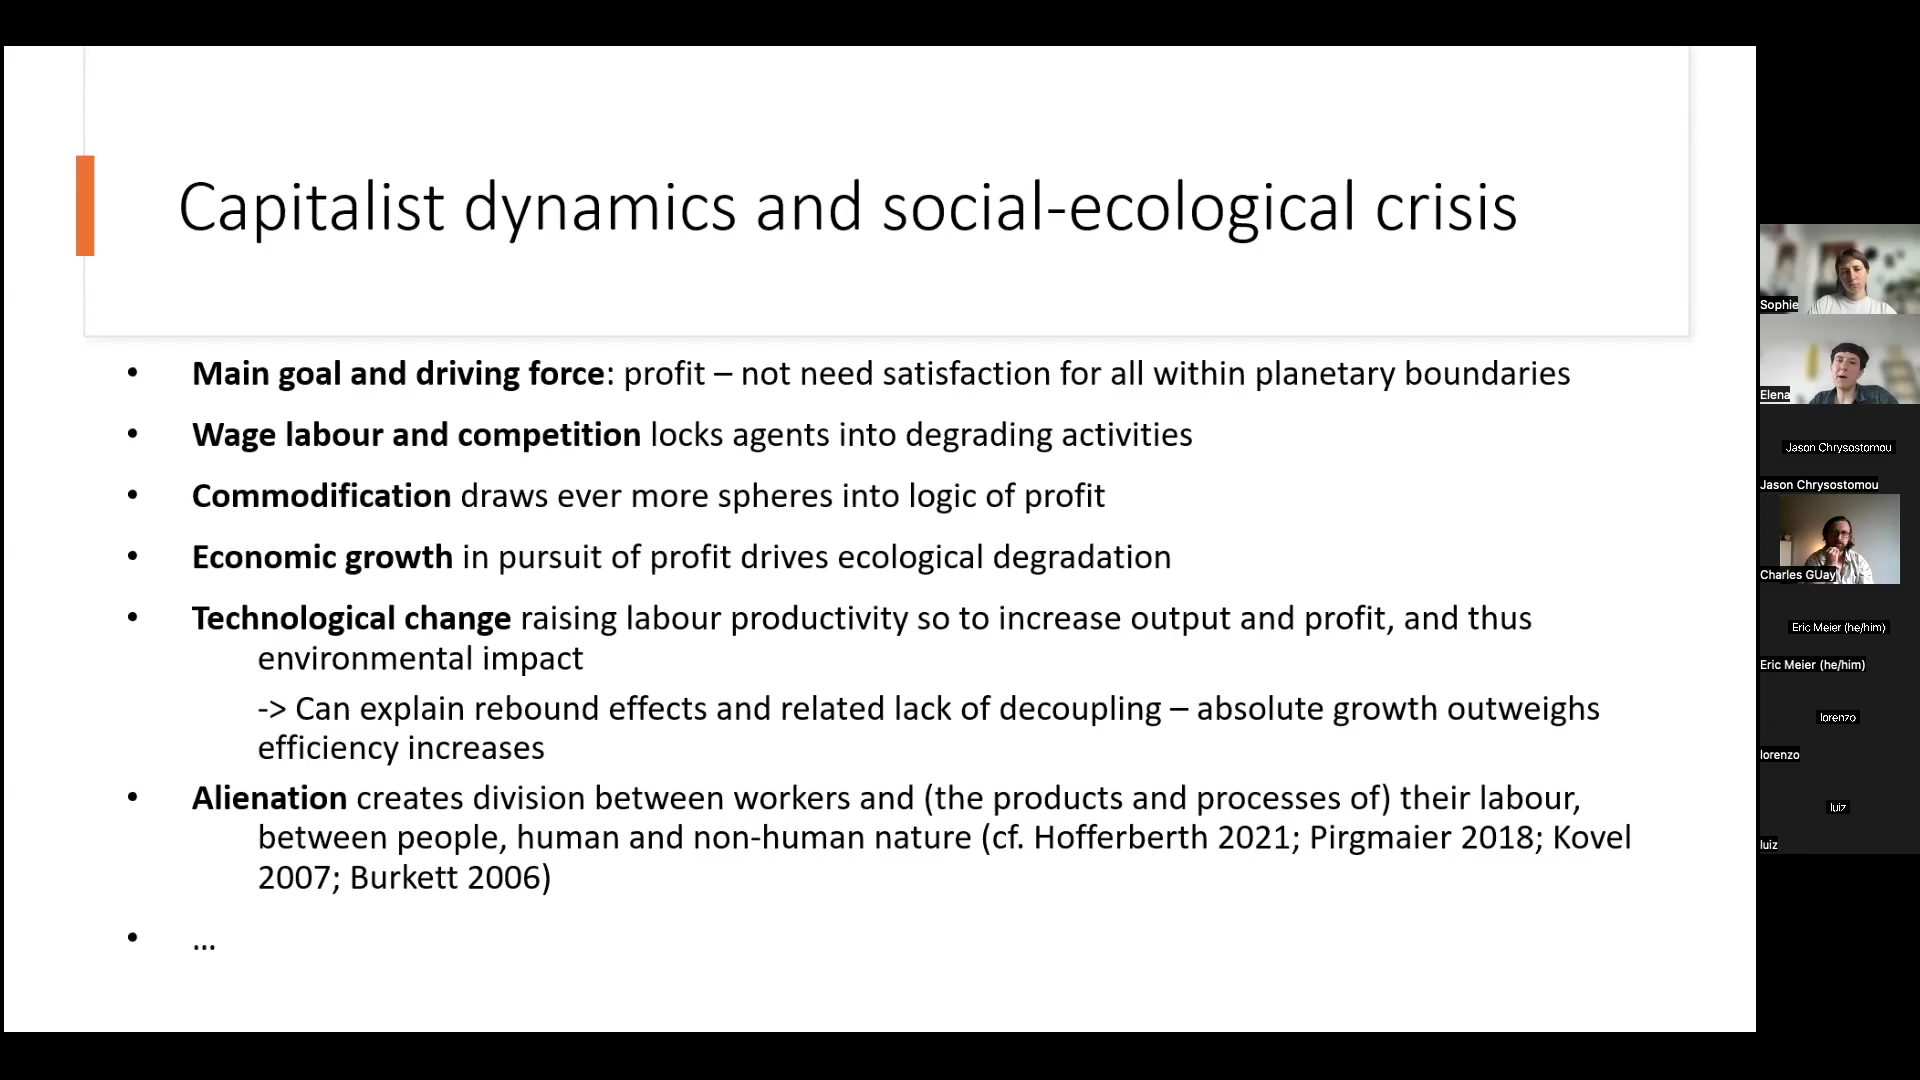 Capitalist dynamics and social-ecological crisis
• Main goal and driving force: profit – not need satisfaction for all within planetary boundaries
• Wage labour and competition locks agents into degrading activities
• Commodification draws ever more spheres into logic of profit
• Economic growth in pursuit of profit drives ecological degradation
• Technological change raising labour productivity so to increase output and profit, and thus
environmental impact
-> Can explain rebound effects and related lack of decoupling – absolute growth outweighs
efficiency increases
• Alienation creates division between workers and (the products and processes of) their labour,
between people, human and non-human nature (cf. Hofferberth 2021; Pirgmaier 2018; Kovel
2007; Burkett 2006)
• …
Sophie
Elena
Jason Chrysostomou
Jason Chrysostomou
Charles GUay
Eric Meier (he/him)
Eric Meier (he/him)
lorenzo
lorenzo
luiz
luiz